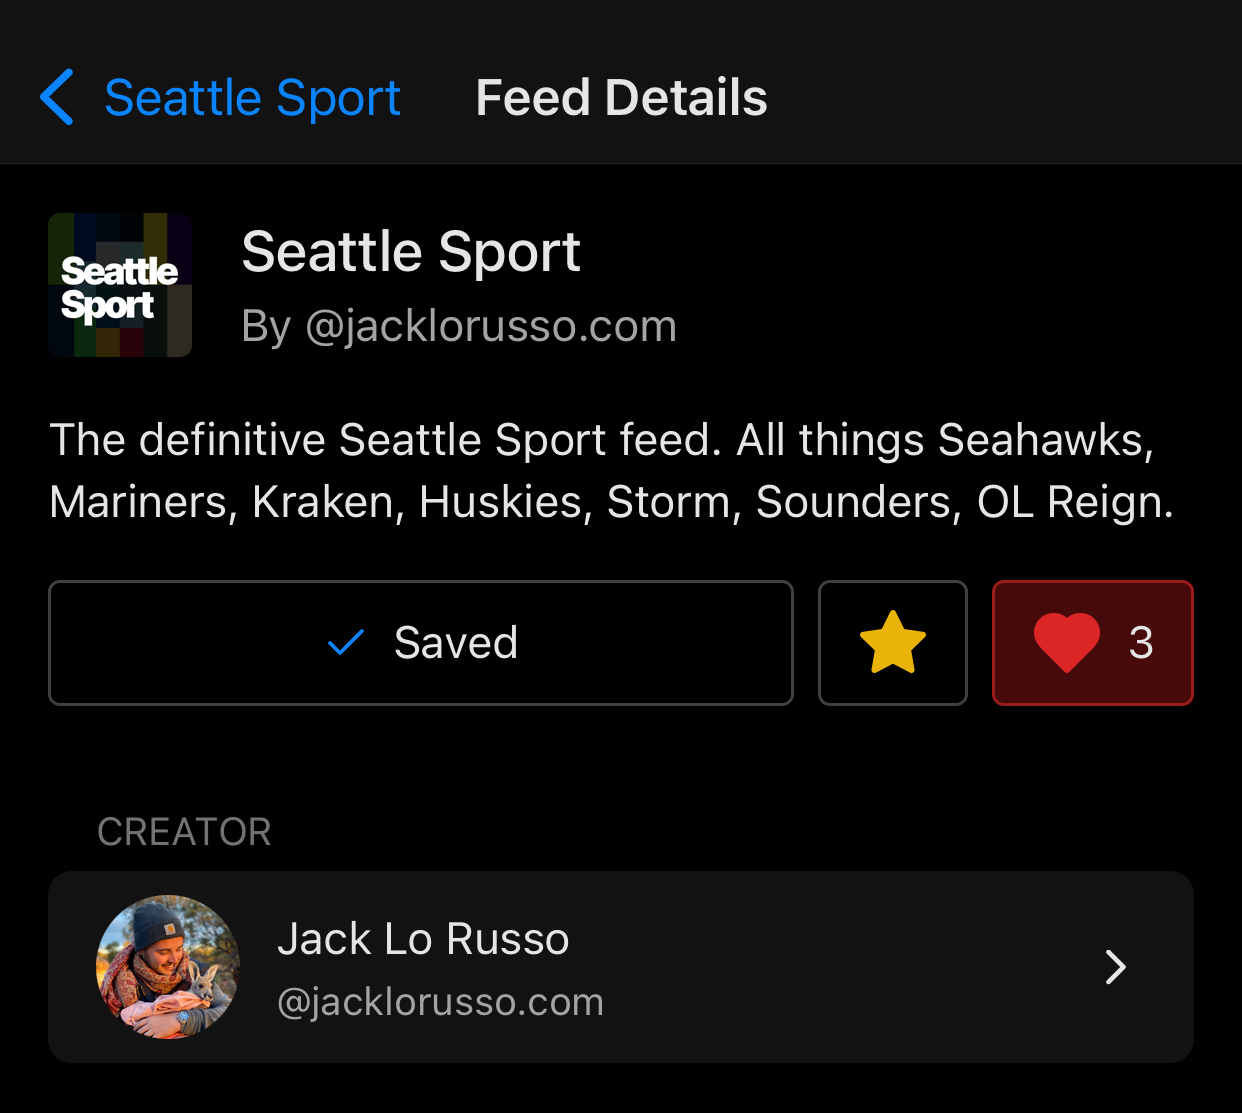 Seattle Sport
Feed Details
Seattle
Sport
Seattle Sport
By @jacklorusso.com
The definitive Seattle Sport feed. All things Seahawks,
Mariners, Kraken, Huskies, Storm, Sounders, OL Reign.
Saved
3
CREATOR
Jack Lo Russo
@jacklorusso.com